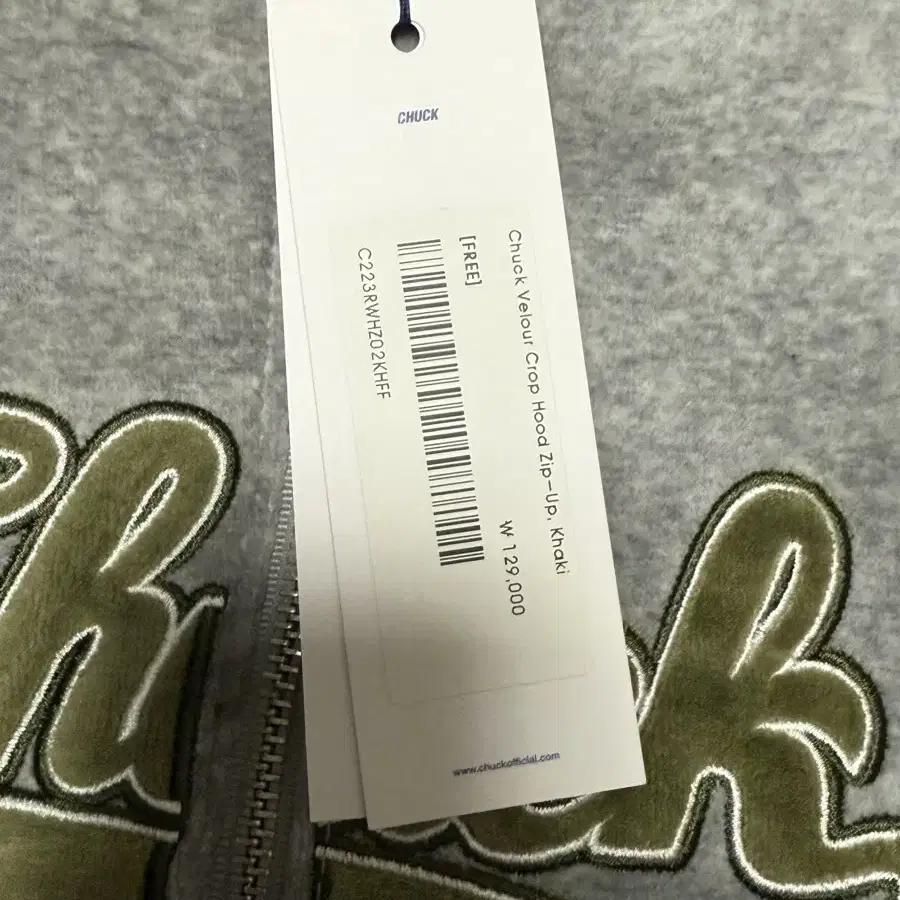 CHUCK
Chuck Velour Crop Hood Zip-Up, Khaki
[FREE]
₩ 129,000
C223RWHZ02KHFF
www.chuckofficial.com